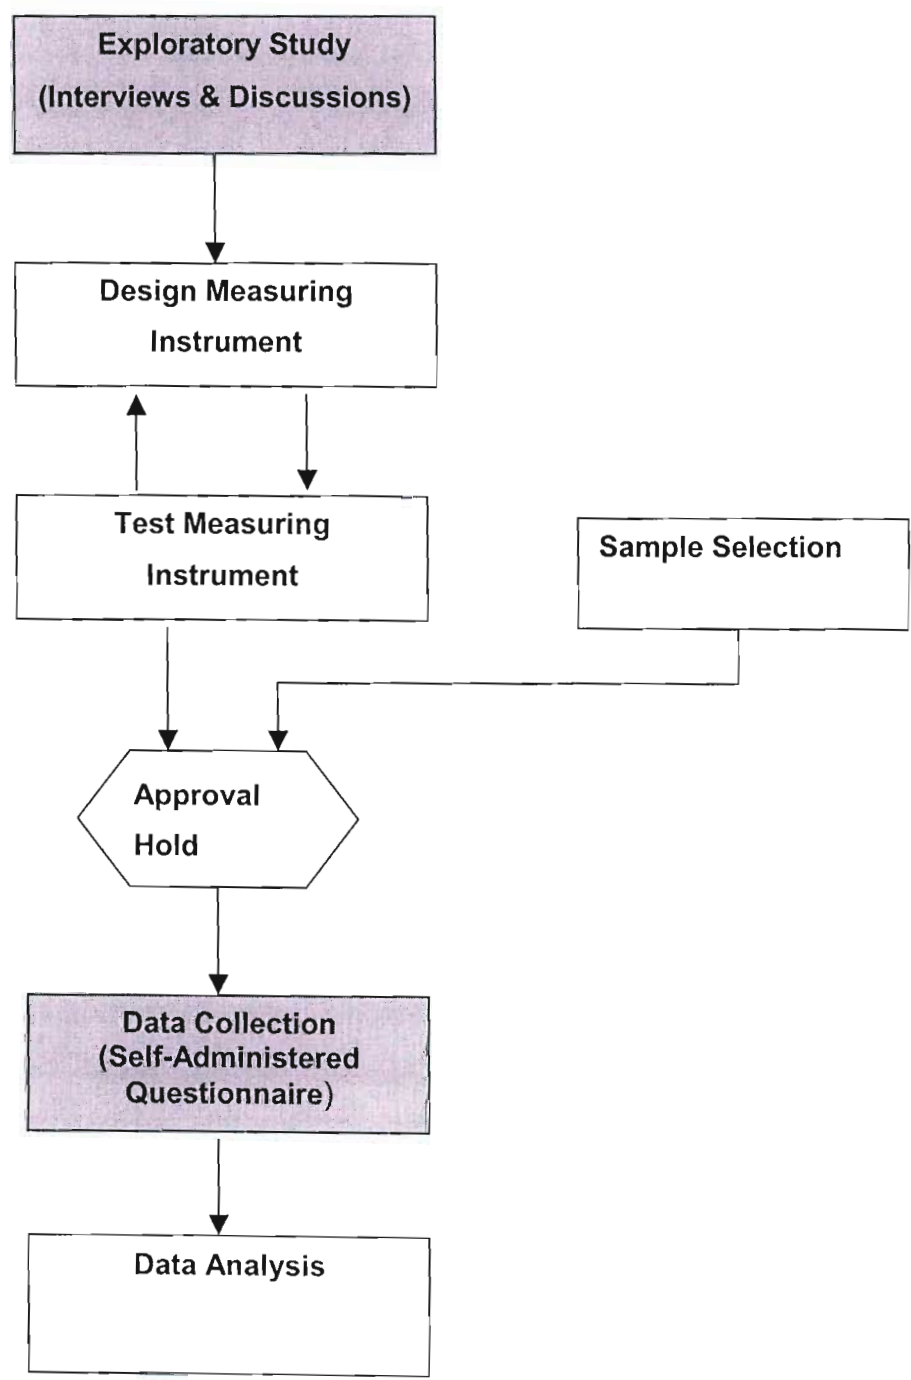 Exploratory Study
(Interviews & Discussions)
Design Measuring
Instrument
Test Measuring
Instrument
Sample Selection
Approval
Hold
Data Collection
(Self-Administered
Questionnaire)
Data Analysis